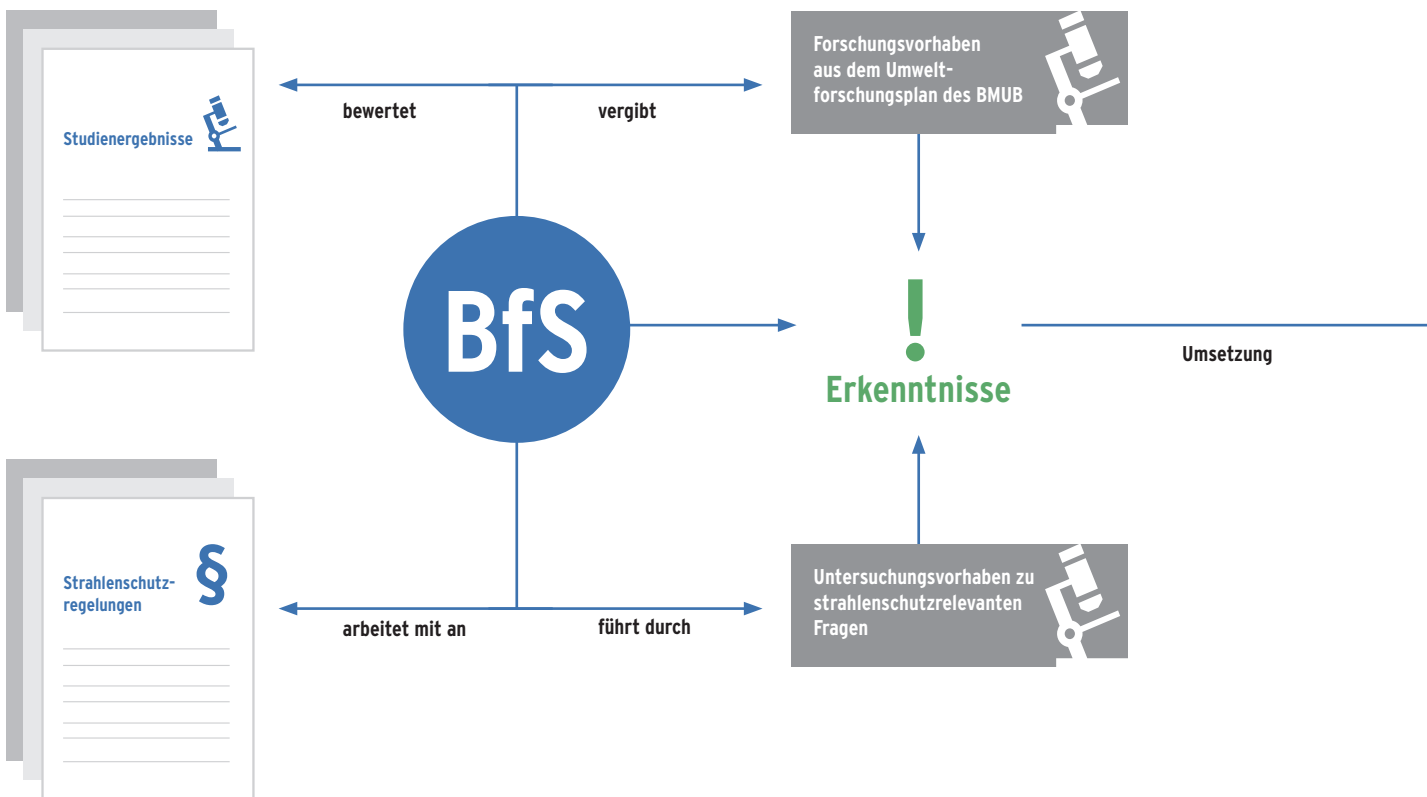 Studienergebnisse
bewertet
vergibt
Forschungsvorhaben
aus dem Umwelt-
forschungsplan des BMUB
BfS
!
Erkenntnisse
Umsetzung
Strahlenschutz-
regelungen
§
arbeitet mit an
führt durch
Untersuchungsvorhaben zu
strahlenschutzrelevanten
Fragen